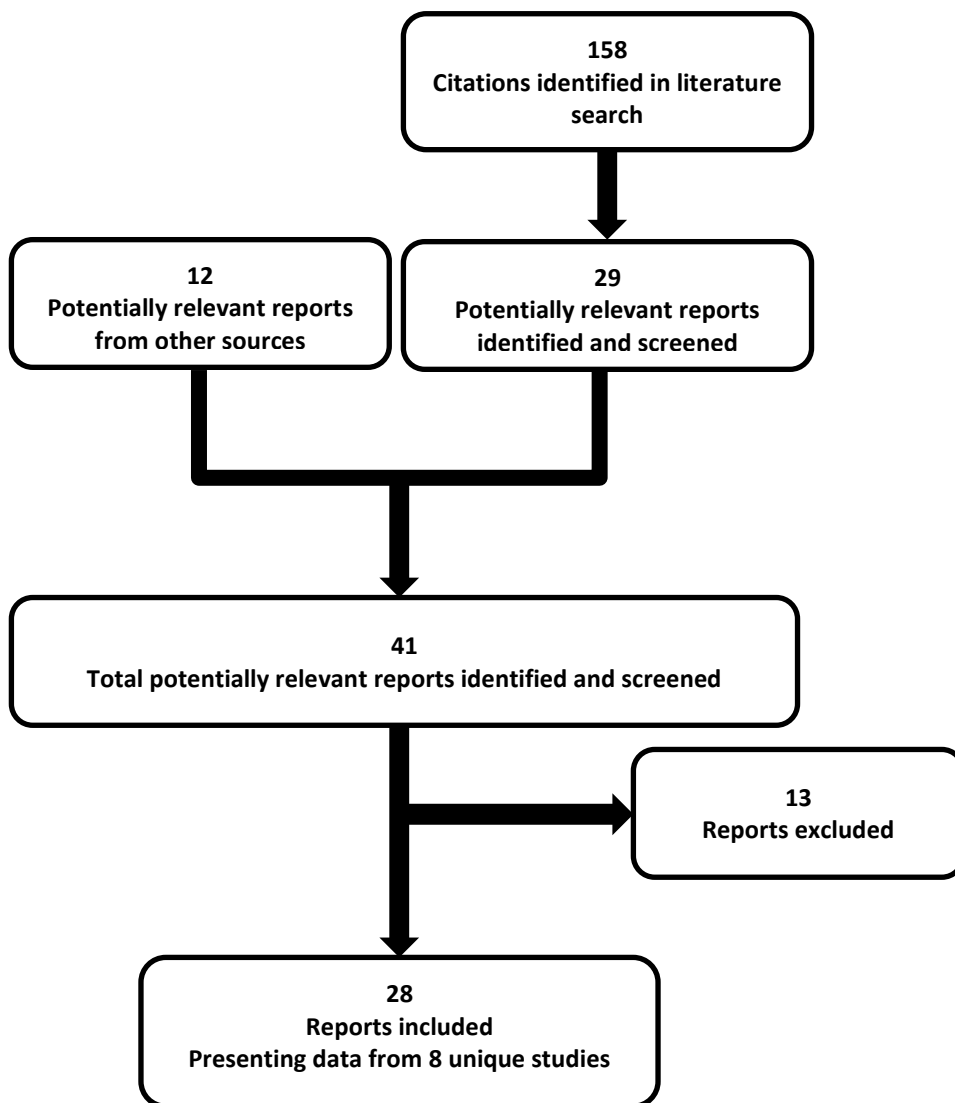 158
Citations identified in literature
search
12
Potentially relevant reports
from other sources
29
Potentially relevant reports
identified and screened
41
Total potentially relevant reports identified and screened
13
Reports excluded
28
Reports included
Presenting data from 8 unique studies